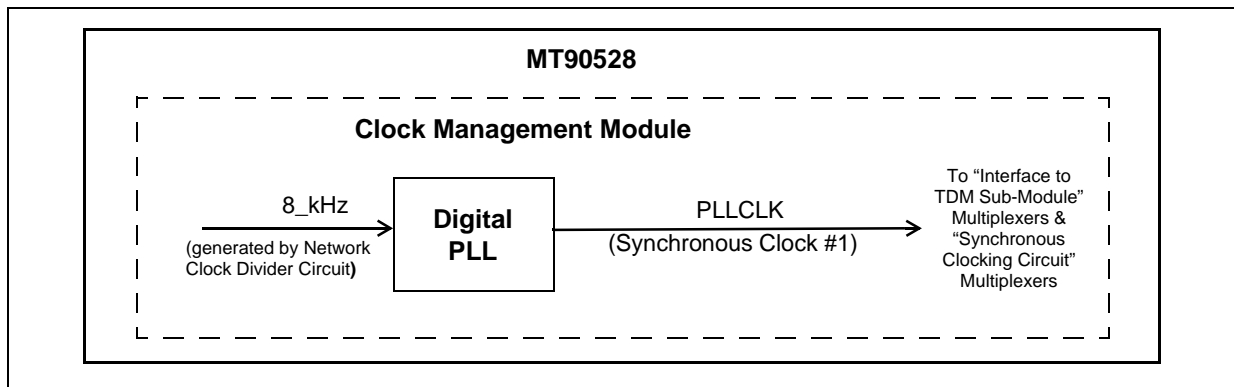 MT90528
Clock Management Module
8_kHz
(generated by Network
Clock Divider Circuit)
Digital
PLL
PLLCLK
(Synchronous Clock #1)
To “Interface to
TDM Sub-Module”
Multiplexers &
“Synchronous
Clocking Circuit”
Multiplexers